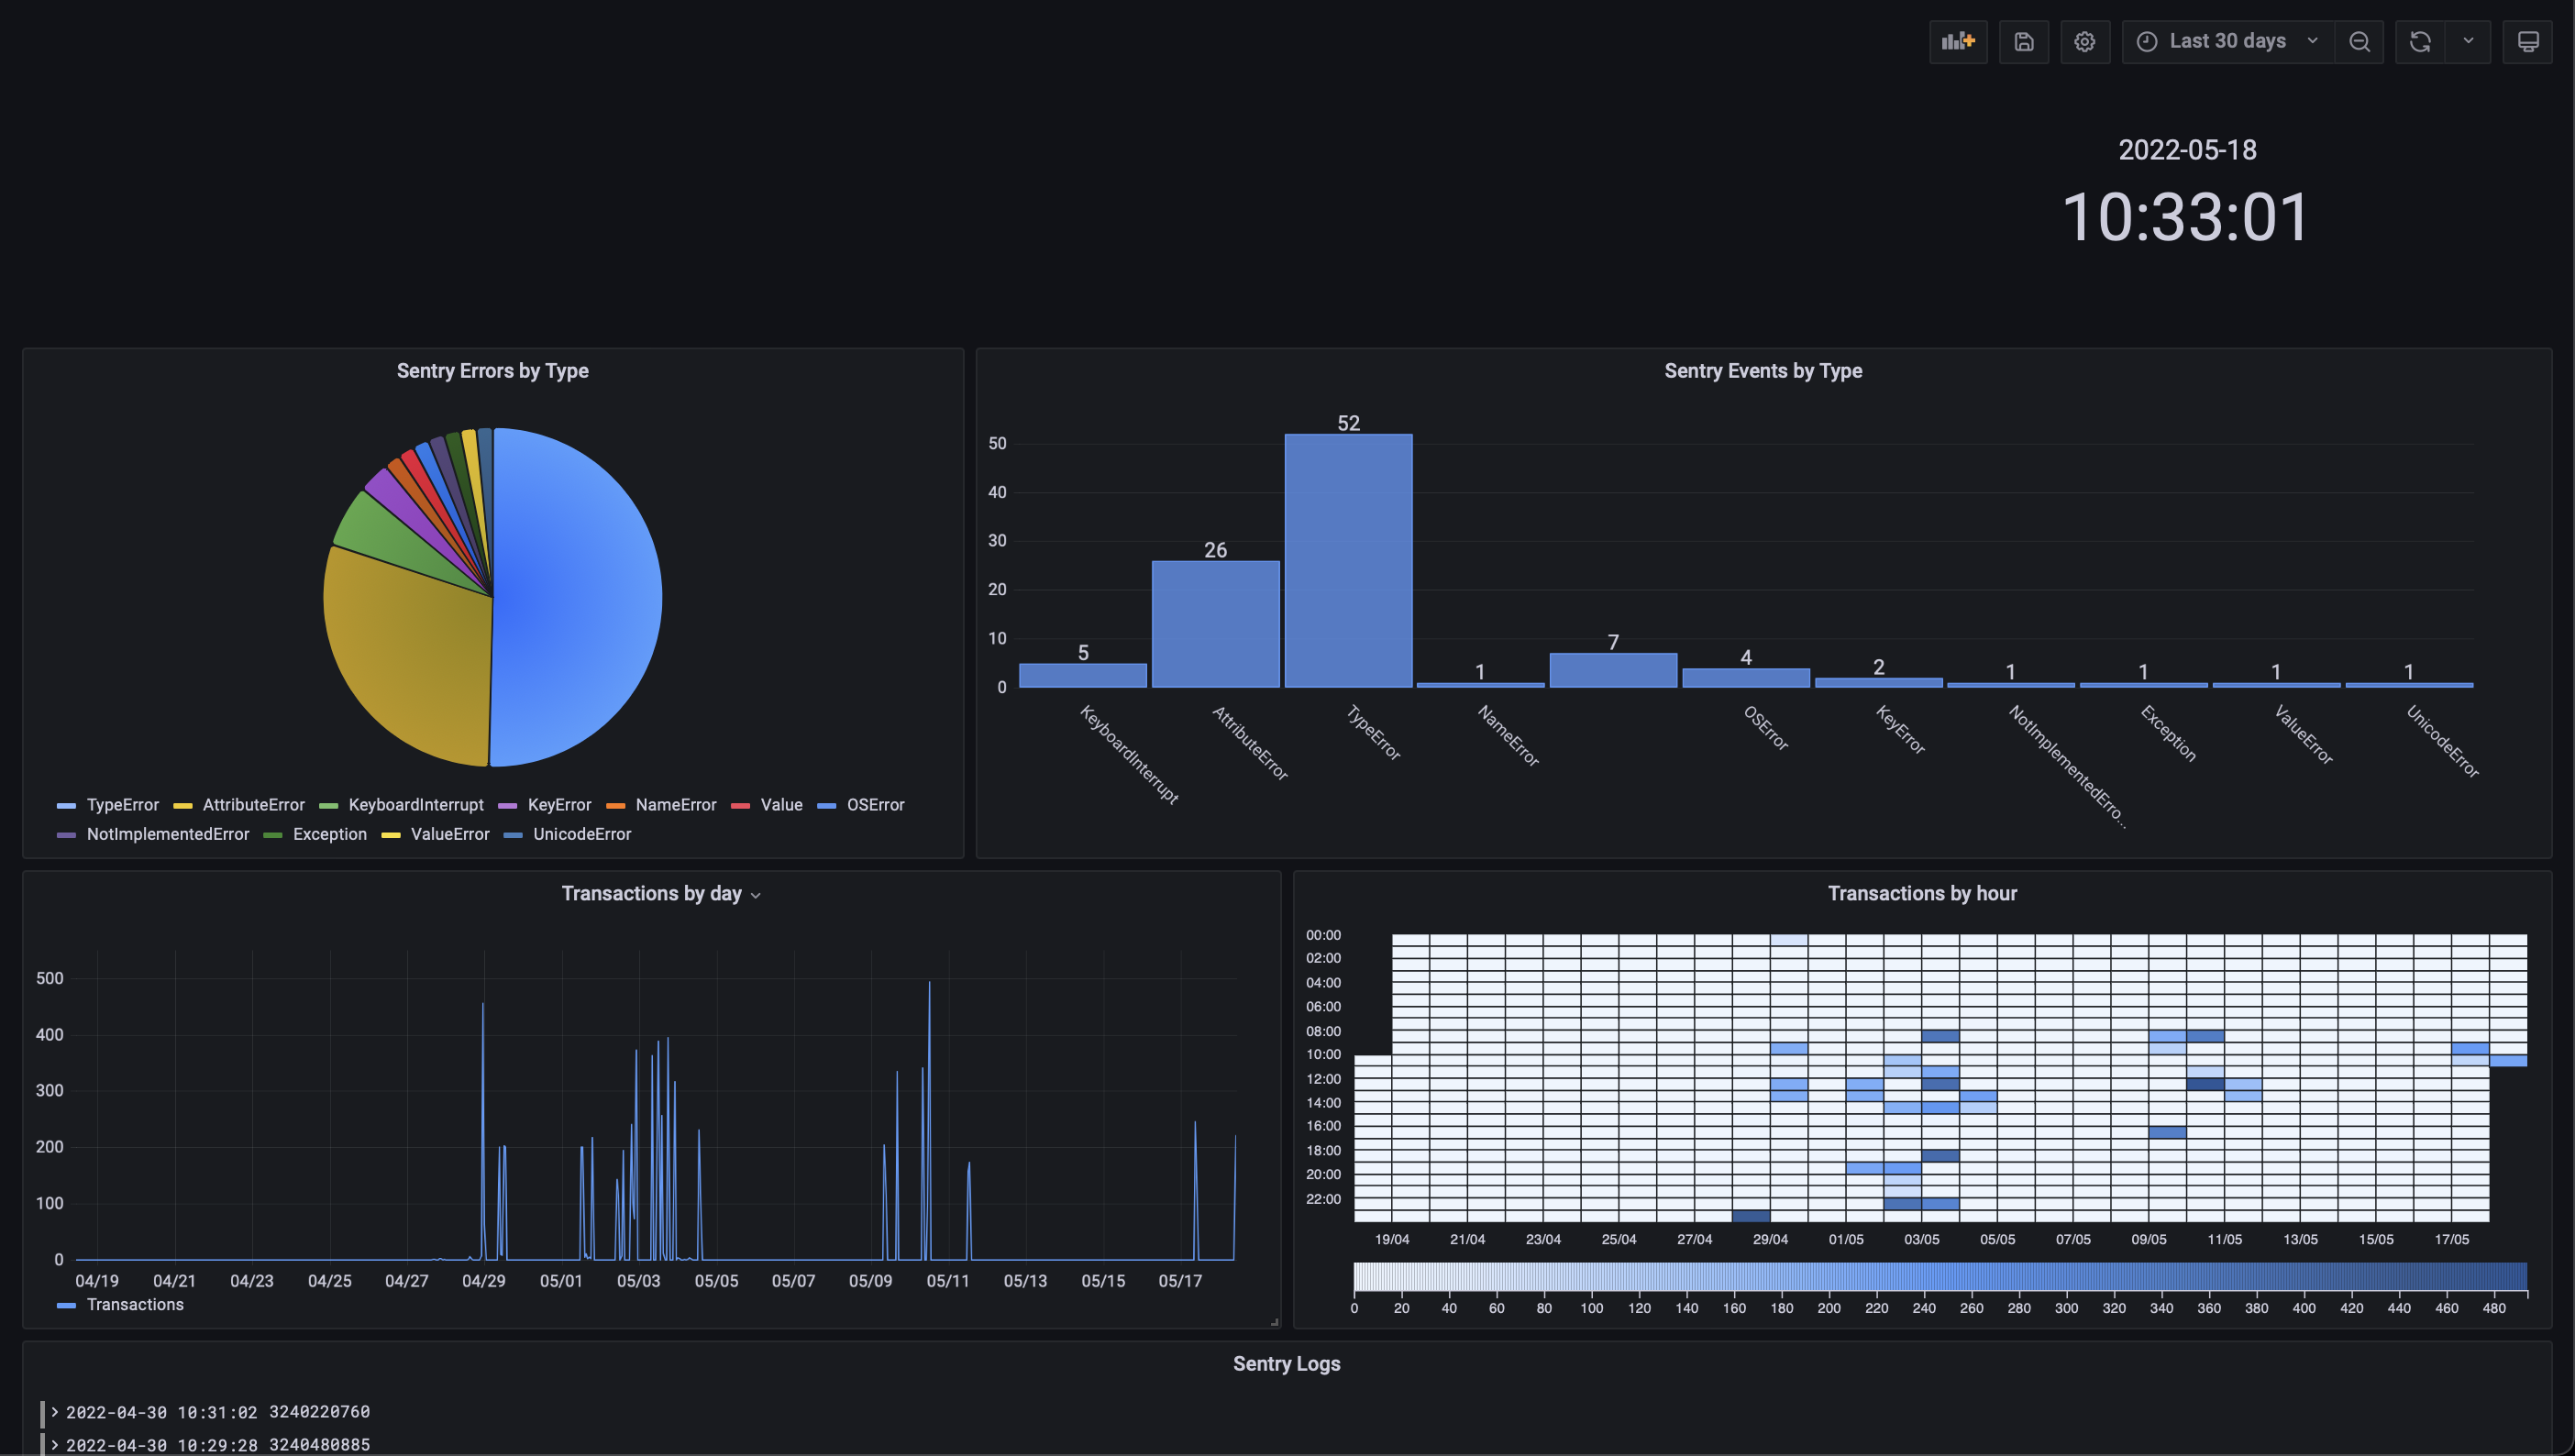 Last 30 days
2022-05-18
10:33:01
Sentry Errors by Type
TypeError AttributeError KeyboardInterrupt KeyError NameError Value OSError
NotImplementedError Exception ValueError UnicodeError
Sentry Events by Type
50
40
30
20
10
0
5 26 52 1 7 4 2 1 1 1 1
KeyboardInterrupt AttributeError TypeError NameError OSError KeyError NotImplementedErro... Exception ValueError UnicodeError
Transactions by day
500
400
300
200
100
0
04/19 04/21 04/23 04/25 04/27 04/29 05/01 05/03 05/05 05/07 05/09 05/11 05/13 05/15 05/17
Transactions
Transactions by hour
00:00
02:00
04:00
06:00
08:00
10:00
12:00
14:00
16:00
18:00
20:00
22:00
19/04 21/04 23/04 25/04 27/04 29/04 01/05 03/05 05/05 07/05 09/05 11/05 13/05 15/05 17/05
0 20 40 60 80 100 120 140 160 180 200 220 240 260 280 300 320 340 360 380 400 420 440 460 480
Sentry Logs
> 2022-04-30 10:31:02 3240220760
> 2022-04-30 10:29:28 3240480885